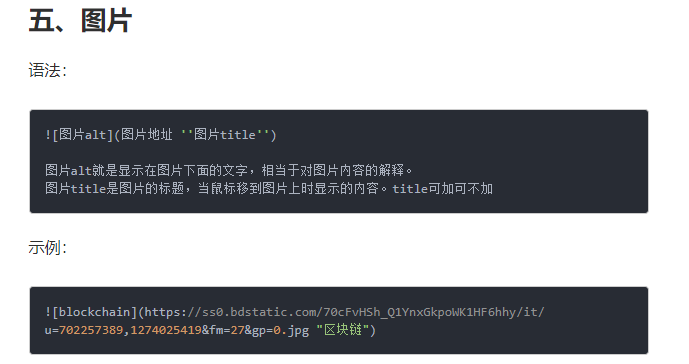 五、图片
语法：
![图片alt](图片地址 ''图片title'')
图片alt就是显示在图片下面的文字，相当于对图片内容的解释。
图片title是图片的标题，当鼠标移到图片上时显示的内容。title可加可不加
示例：
![blockchain](https://ss0.bdstatic.com/70cFvHSh_Q1YnxGkpoWK1HF6hhy/it/
u=702257389,1274025419&fm=27&gp=0.jpg "区块链")